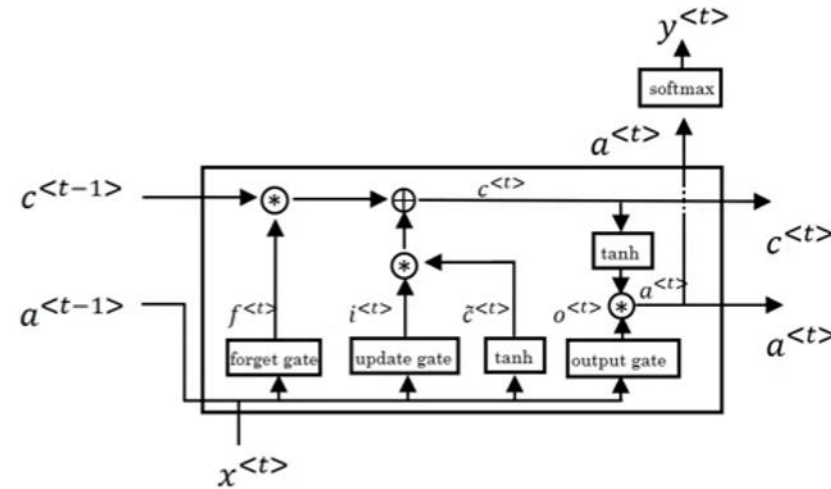 y^{<t>}
softmax
a^{<t>}
c^{<t-1>} * ⊕ c^{<t>}
c^{<t>}
tanh
*
a^{<t-1>} f^{<t>} i^{<t>} c̃^{<t>} o^{<t>} * a^{<t>}
a^{<t>}
forget gate update gate tanh output gate
x^{<t>}